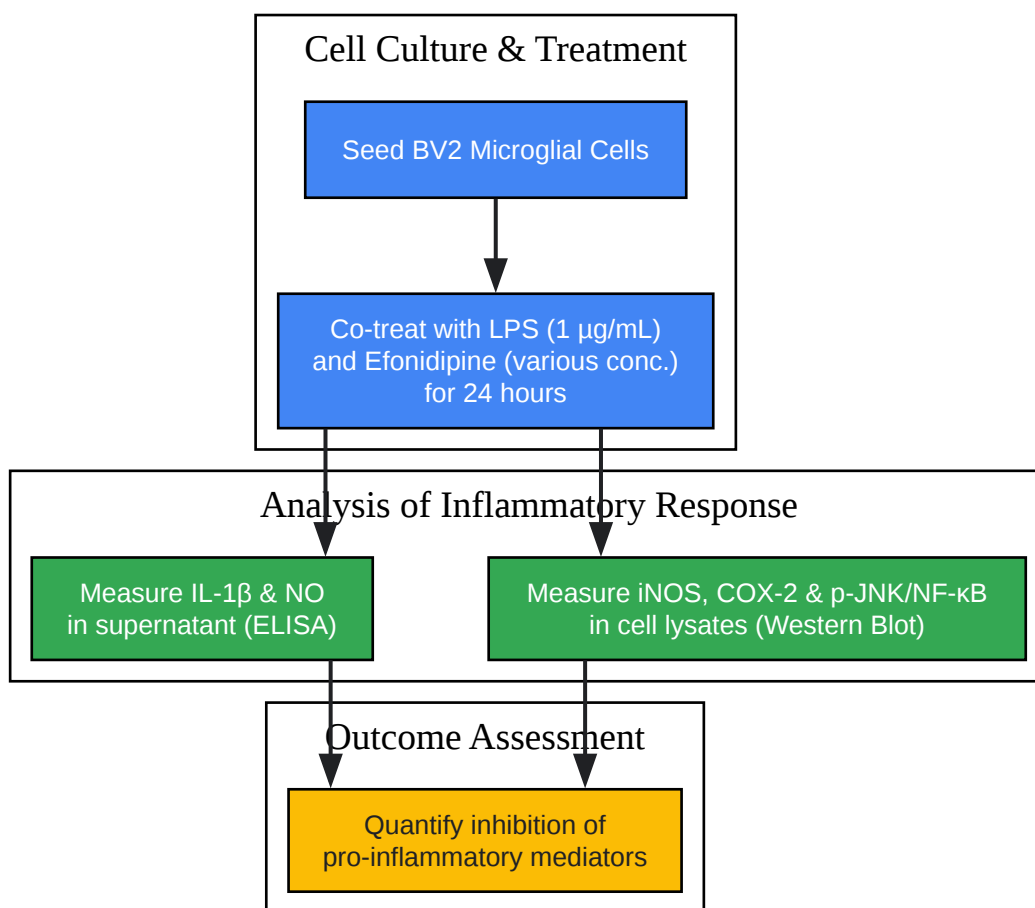 Cell Culture & Treatment
Seed BV2 Microglial Cells
Co-treat with LPS (1 µg/mL)
and Efonidipine (various conc.)
for 24 hours
Analysis of Inflammatory Response
Measure IL-1β & NO
in supernatant (ELISA)
Measure iNOS, COX-2 & p-JNK/NF-κB
in cell lysates (Western Blot)
Outcome Assessment
Quantify inhibition of
pro-inflammatory mediators